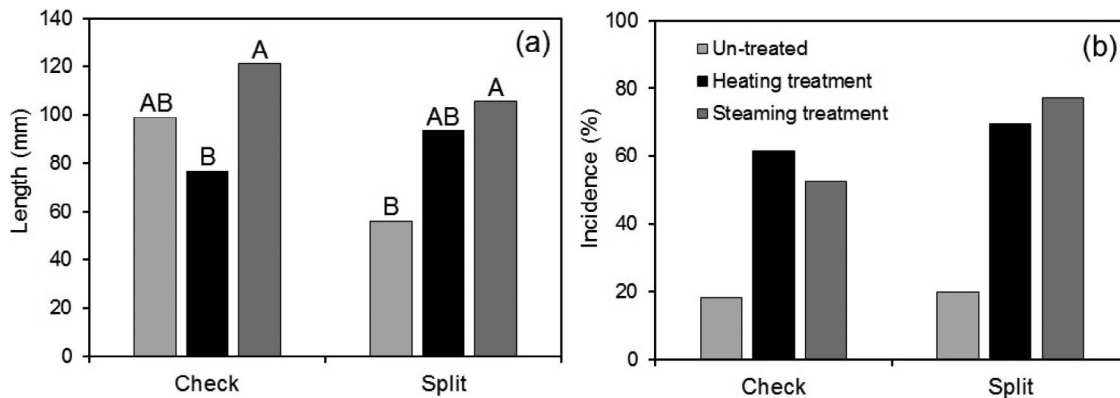 140
120
100
80
60
40
20
0
Length (mm)
(a)
AB
B
A
B
AB
A
Check
Split
100
80
60
40
20
0
Incidence (%)
(b)
Un-treated
Heating treatment
Steaming treatment
Check
Split